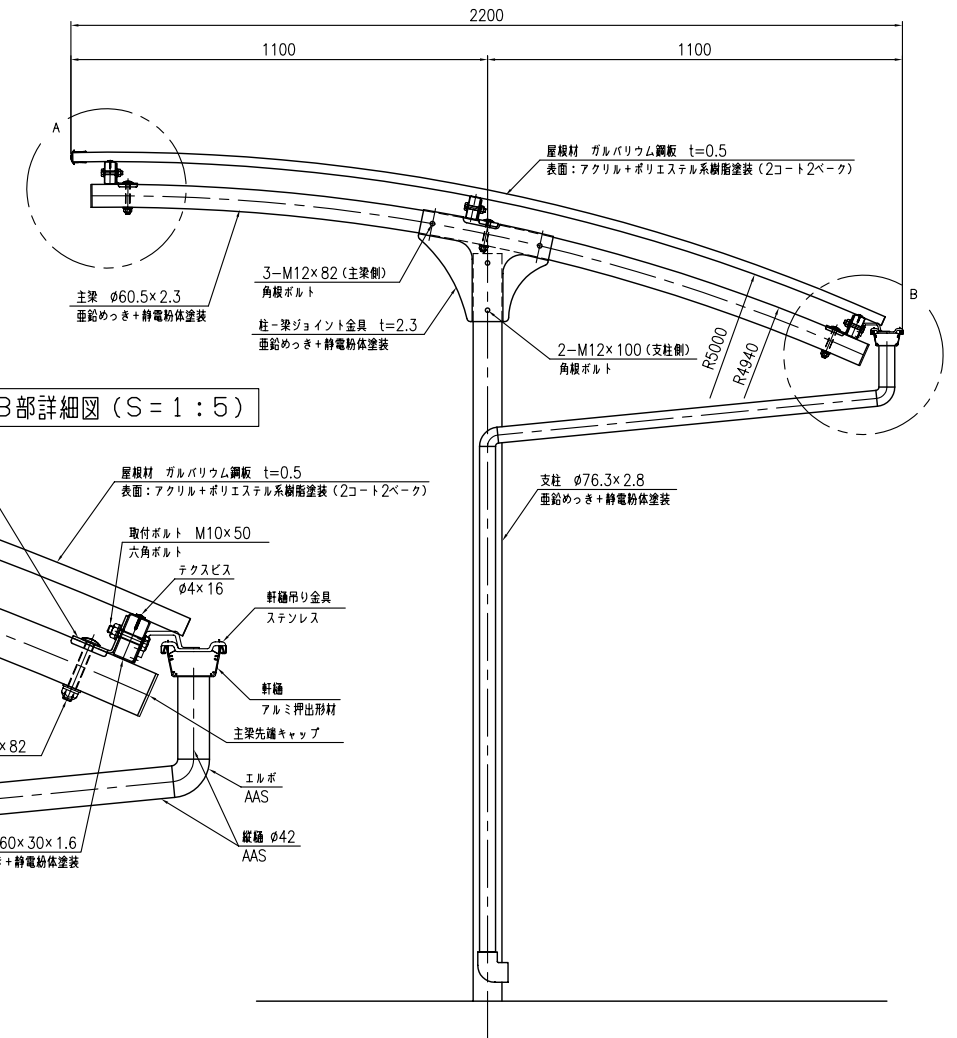 2200
1100
1100
A
屋根材 ガルバリウム鋼板 t=0.5
表面：アクリル+ポリエステル系樹脂塗装（2コート2ベーク）
3-M12×82（主梁側）
角根ボルト
主梁 φ60.5×2.3
亜鉛めっき+静電粉体塗装
柱-梁ジョイント金具 t=2.3
亜鉛めっき+静電粉体塗装
B
2-M12×100（支柱側）
角根ボルト
R5000
R4940
B部詳細図（S=1：5）
屋根材 ガルバリウム鋼板 t=0.5
表面：アクリル+ポリエステル系樹脂塗装（2コート2ベーク）
支柱 φ76.3×2.8
亜鉛めっき+静電粉体塗装
取付ボルト M10×50
六角ボルト
テクスビス
φ4×16
軒樋吊り金具
ステンレス
軒樋
アルミ押出形材
主梁先端キャップ
×82
エルボ
AAS
縦樋 φ42
AAS
60×30×1.6
+静電粉体塗装